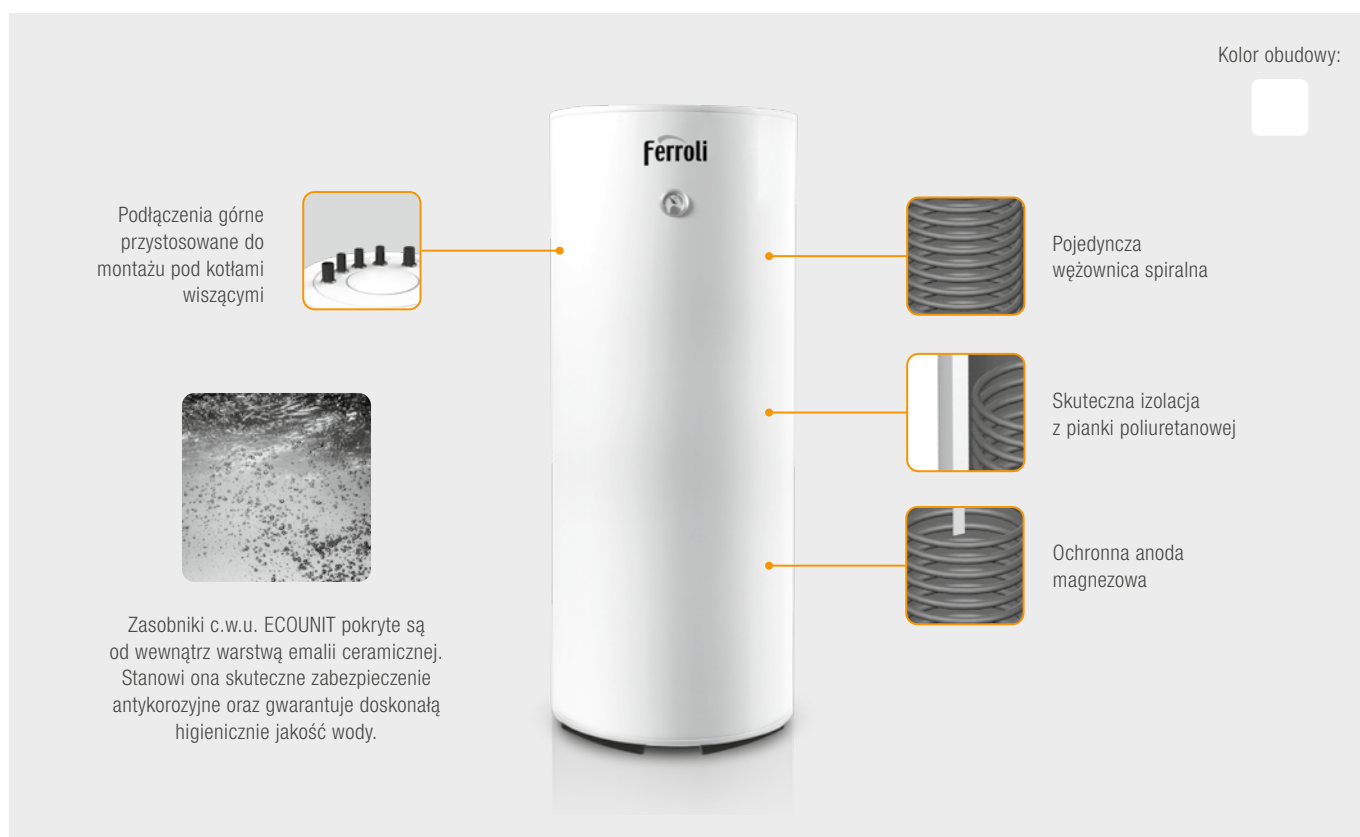 Kolor obudowy:
Ferroli
Podłączenia górne
przystosowane do
montażu pod kotłami
wiszącymi
Pojedyncza
wężownica spiralna
Skuteczna izolacja
z pianki poliuretanowej
Ochronna anoda
magnezowa
Zasobniki c.w.u. ECOUNIT pokryte są
od wewnątrz warstwą emalii ceramicznej.
Stanowi ona skuteczne zabezpieczenie
antykorozyjne oraz gwarantuje doskonałą
higienicznie jakość wody.